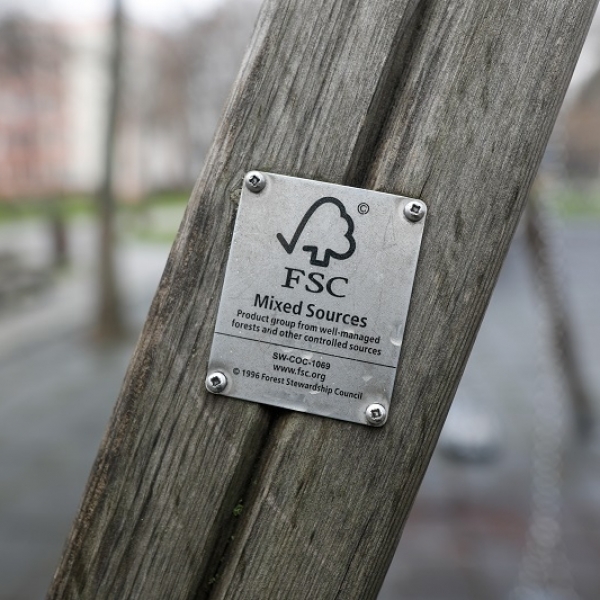 ©
FSC
Mixed Sources
Product group from well-managed
forests and other controlled sources
SW-COC-1069
www.fsc.org
© 1996 Forest Stewardship Council